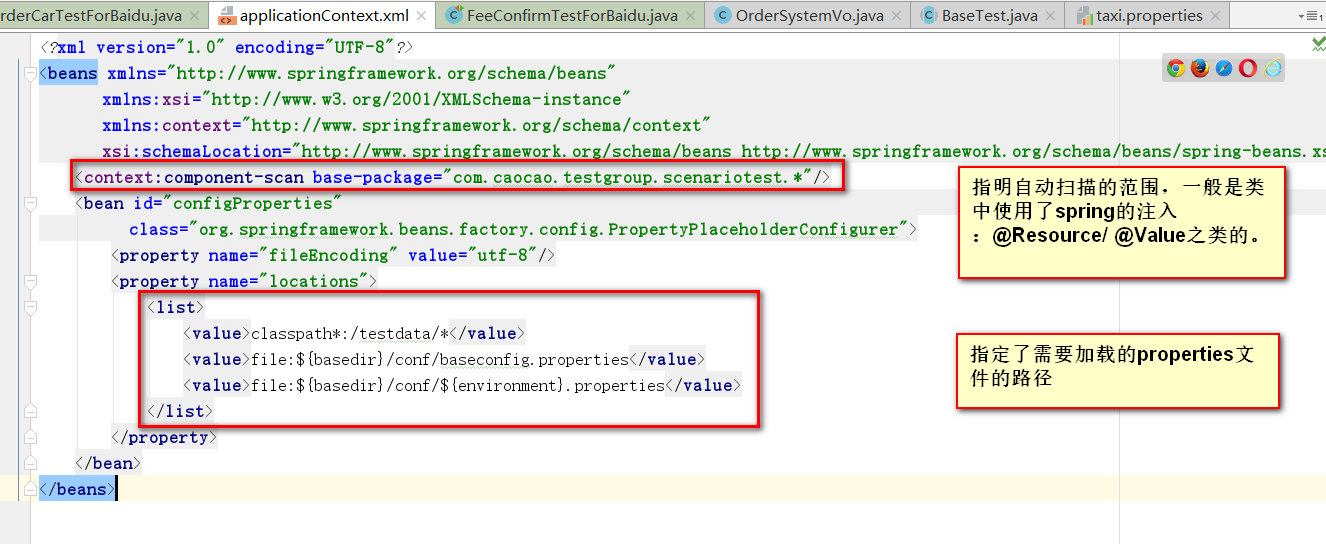 rderCarTestForBaidu.java
applicationContext.xml
FeeConfirmTestForBaidu.java
OrderSystemVo.java
BaseTest.java
taxi.properties
1
<?xml version="1.0" encoding="UTF-8"?>
<beans xmlns="http://www.springframework.org/schema/beans"
xmlns:xsi="http://www.w3.org/2001/XMLSchema-instance"
xmlns:context="http://www.springframework.org/schema/context"
xsi:schemaLocation="http://www.springframework.org/schema/beans http://www.springframework.org/schema/beans/spring-beans.xs
<context:component-scan base-package="com.caocao.testgroup.scenariotest.*"/>
<bean id="configProperties"
class="org.springframework.beans.factory.config.PropertyPlaceholderConfigurer">
<property name="fileEncoding" value="utf-8"/>
<property name="locations">
<list>
<value>classpath*:/testdata/*</value>
<value>file:${basedir}/conf/baseconfig.properties</value>
<value>file:${basedir}/conf/${environment}.properties</value>
</list>
</property>
</bean>
</beans>
指明自动扫描的范围，一般是类
中使用了spring的注入
：@Resource/ @Value之类的。
指定了需要加载的properties文
件的路径